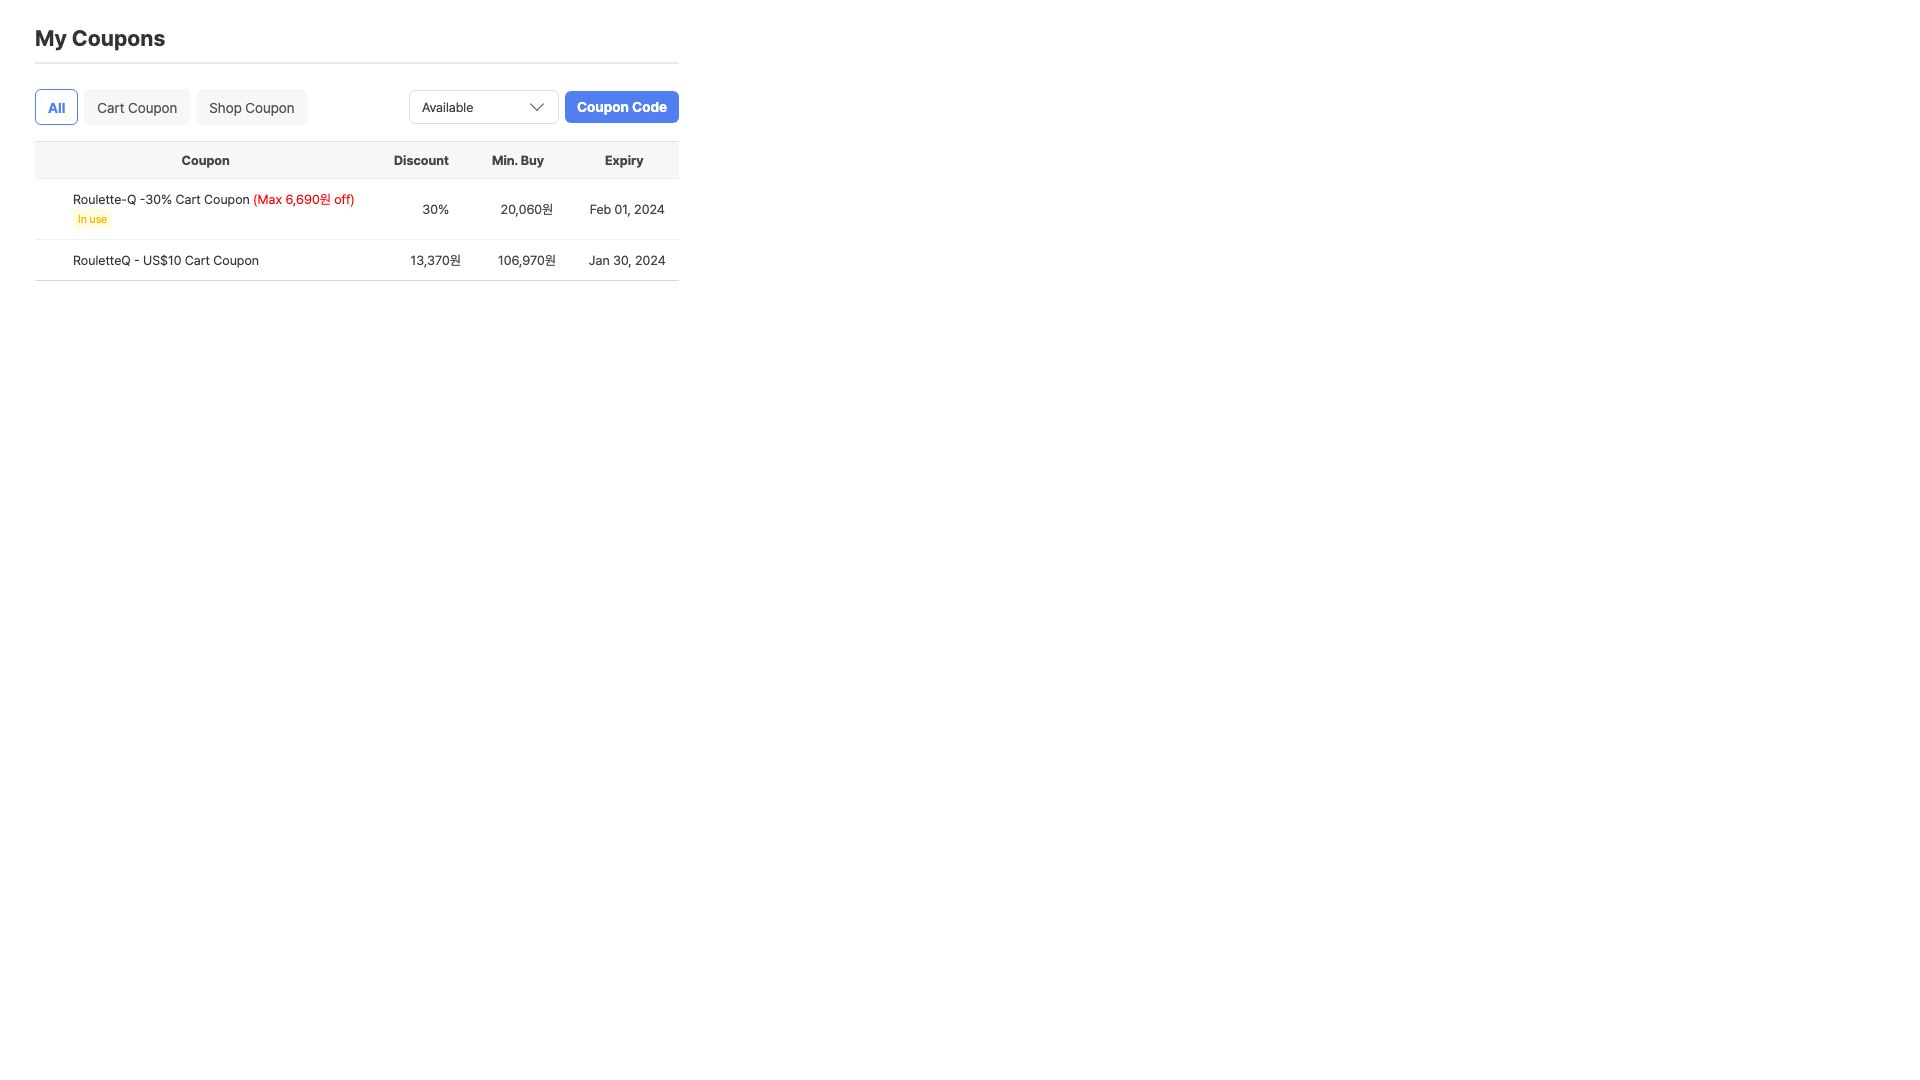 My Coupons
All Cart Coupon Shop Coupon Available Coupon Code
Coupon Discount Min. Buy Expiry
Roulette-Q -30% Cart Coupon (Max 6,690원 off) 30% 20,060원 Feb 01, 2024
In use
RouletteQ - US$10 Cart Coupon 13,370원 106,970원 Jan 30, 2024